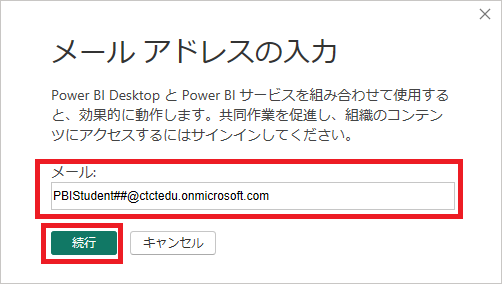 メール アドレスの入力
Power BI Desktop と Power BI サービスを組み合わせて使用する
と、効果的に動作します。共同作業を促進し、組織のコンテン
ツにアクセスするにはサインインしてください。
メール:
PBIStudent##@ctctedu.onmicrosoft.com
続行 キャンセル